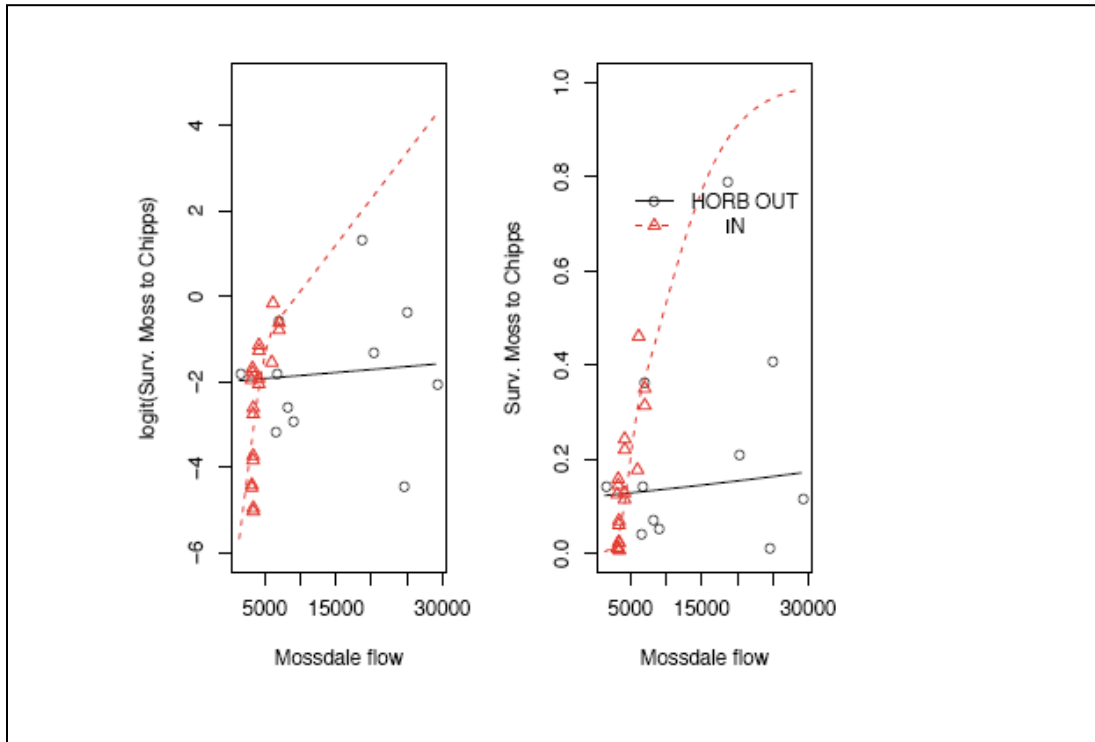 logit(Surv. Moss to Chipps)
4
2
0
−2
−4
−6
5000 15000 30000
Mossdale flow
Surv. Moss to Chipps
1.0
0.8
0.6
0.4
0.2
0.0
HORB OUT
IN
5000 15000 30000
Mossdale flow